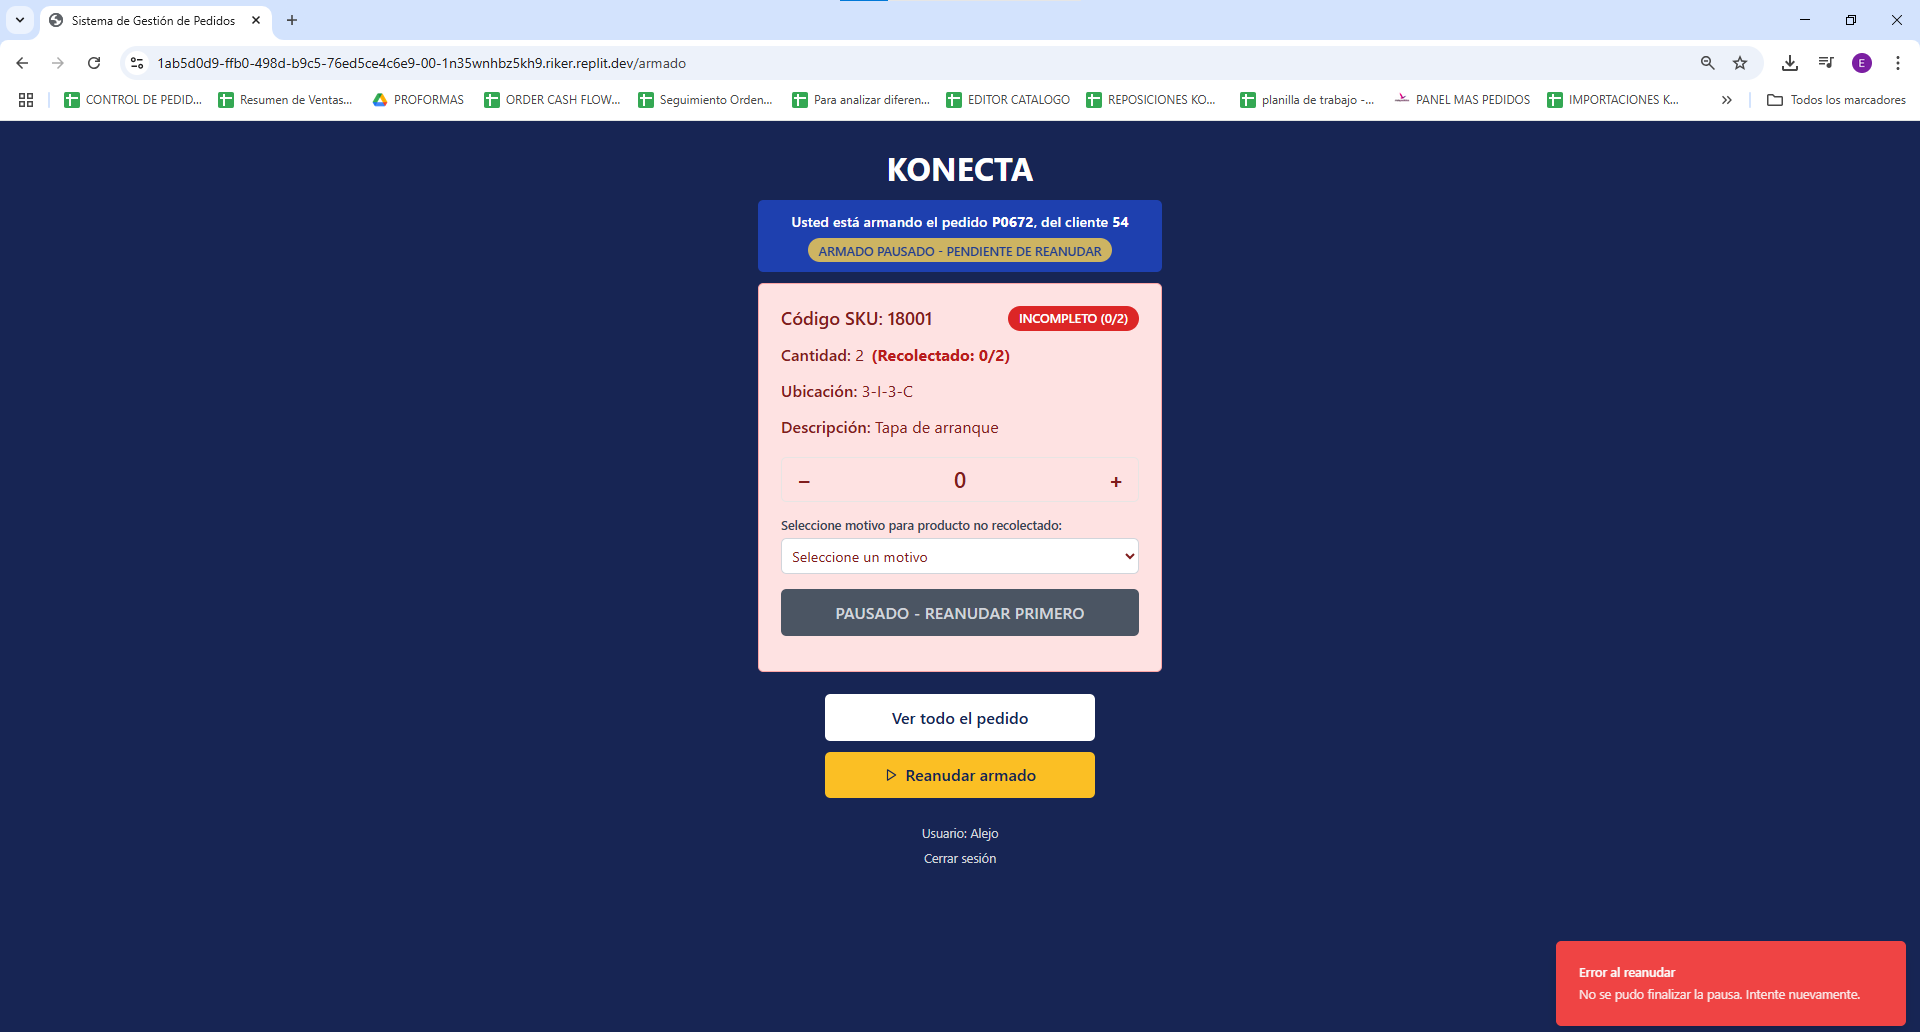 Sistema de Gestión de Pedidos
1ab5d0d9-ffb0-498d-b9c5-76ed5ce4c6e9-00-1n35wnhbz5kh9.riker.replit.dev/armado
E
CONTROL DE PEDID...
Resumen de Ventas...
PROFORMAS
ORDER CASH FLOW...
Seguimiento Orden...
Para analizar diferen...
EDITOR CATALOGO
REPOSICIONES KO...
planilla de trabajo -...
PANEL MAS PEDIDOS
IMPORTACIONES K...
Todos los marcadores
KONECTA
Usted está armando el pedido P0672, del cliente 54
ARMADO PAUSADO - PENDIENTE DE REANUDAR
Código SKU: 18001
INCOMPLETO (0/2)
Cantidad: 2 (Recolectado: 0/2)
Ubicación: 3-I-3-C
Descripción: Tapa de arranque
− 0 +
Seleccione motivo para producto no recolectado:
Seleccione un motivo
PAUSADO - REANUDAR PRIMERO
Ver todo el pedido
Reanudar armado
Usuario: Alejo
Cerrar sesión
Error al reanudar
No se pudo finalizar la pausa. Intente nuevamente.